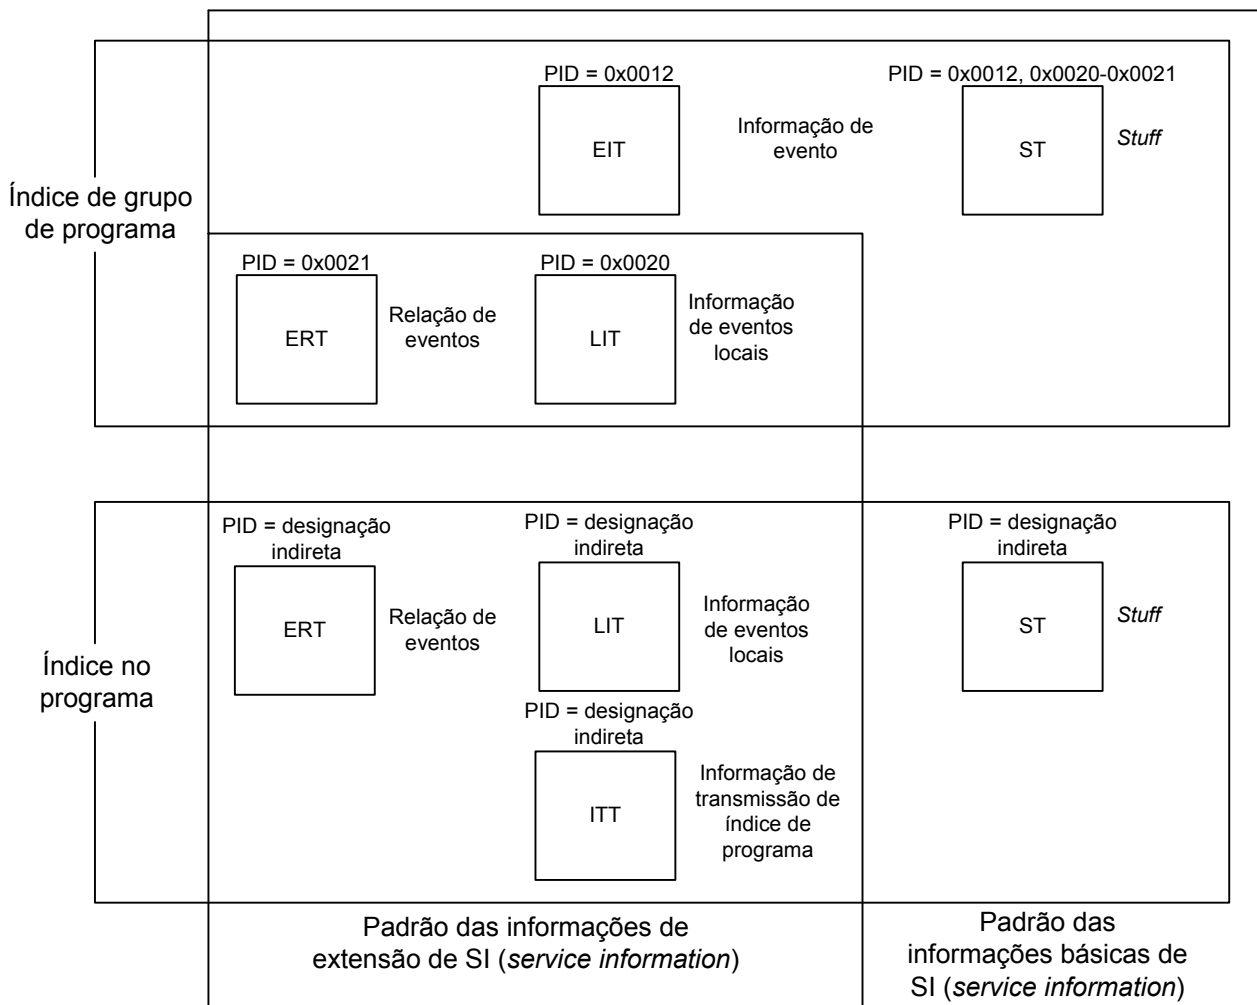 PID = 0x0012
PID = 0x0012, 0x0020-0x0021
EIT
Informação de
evento
ST
Stuff
Índice de grupo
de programa
PID = 0x0021
PID = 0x0020
ERT
Relação de
eventos
LIT
Informação
de eventos
locais
PID = designação
indireta
PID = designação
indireta
PID = designação
indireta
ERT
Relação de
eventos
LIT
Informação
de eventos
locais
ST
Stuff
Índice no
programa
PID = designação
indireta
ITT
Informação de
transmissão de
índice de
programa
Padrão das informações de
extensão de SI (service information)
Padrão das
informações básicas de
SI (service information)